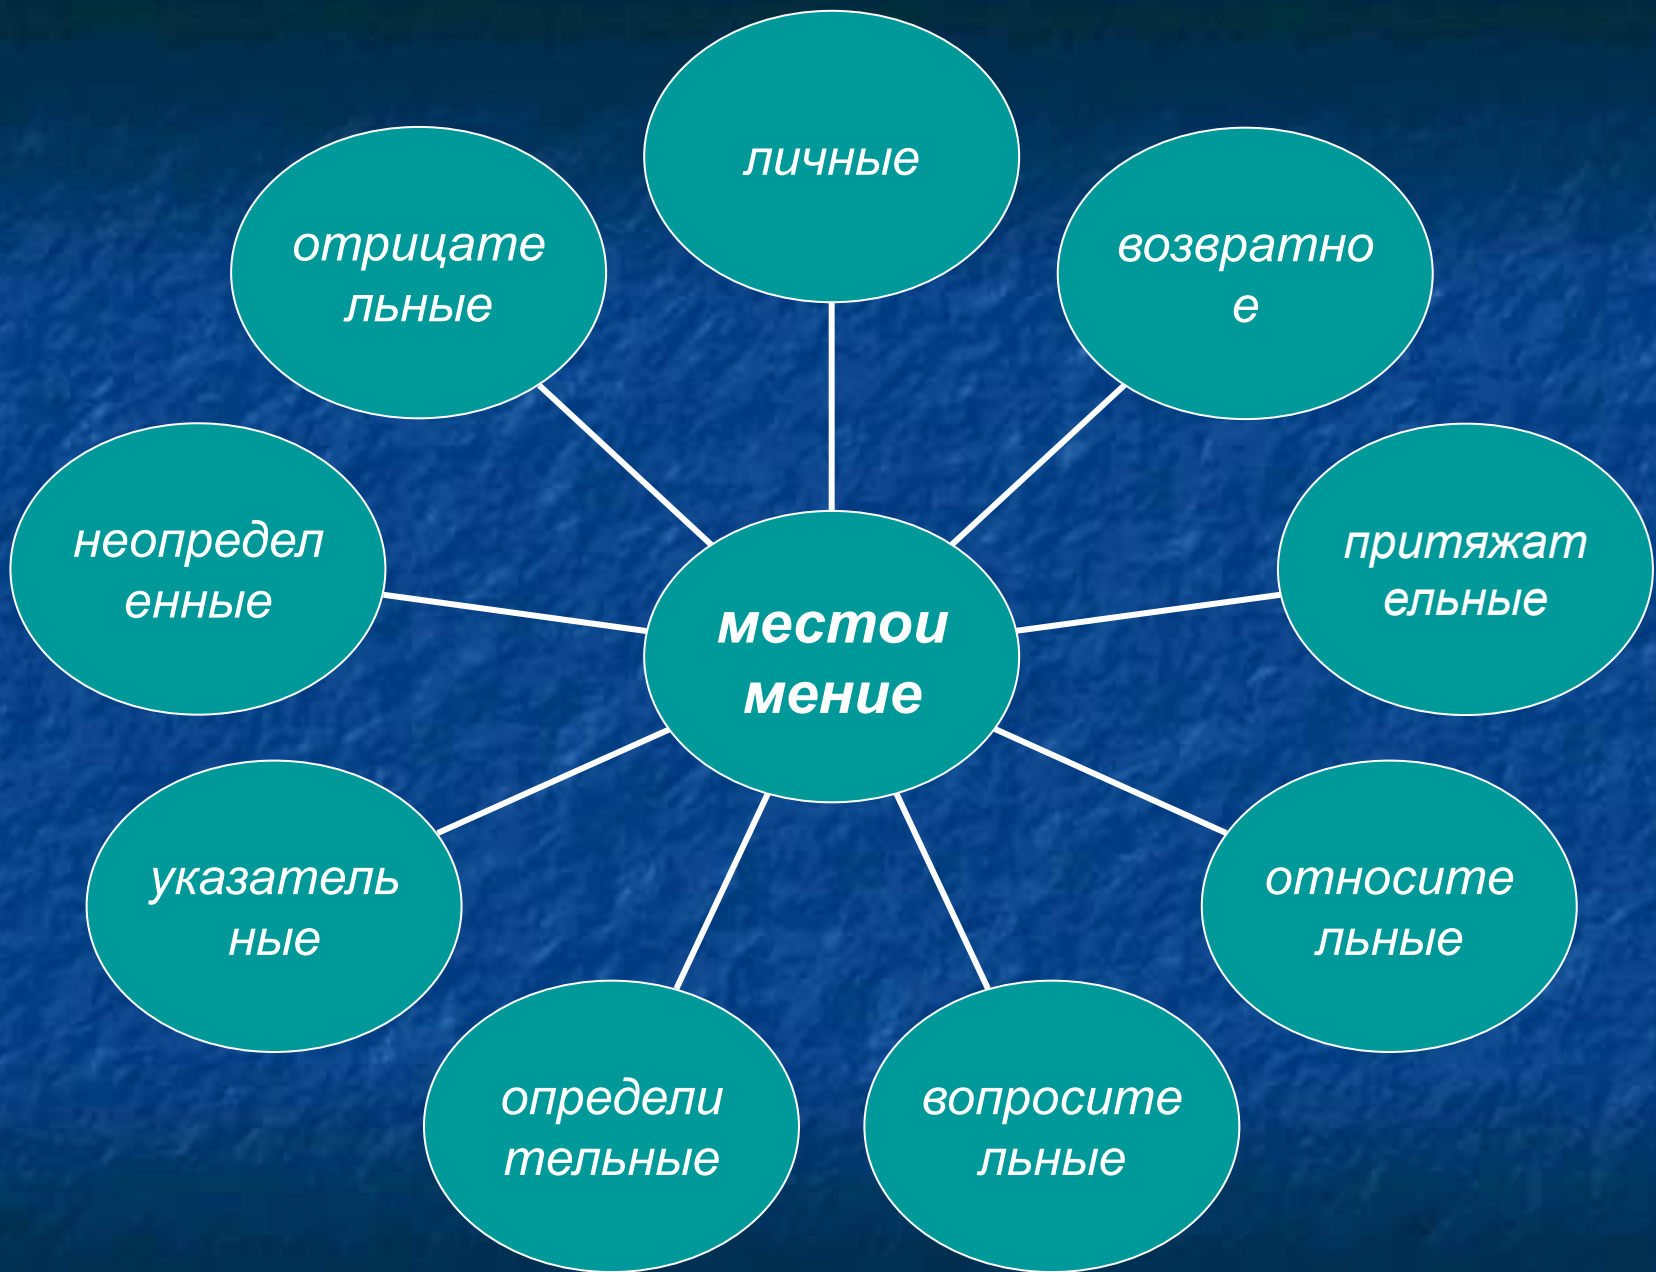 личные
отрицате
льные
возвратно
е
неопредел
енные
притяжат
ельные
местои
мение
указатель
ные
относите
льные
определи
тельные
вопросите
льные